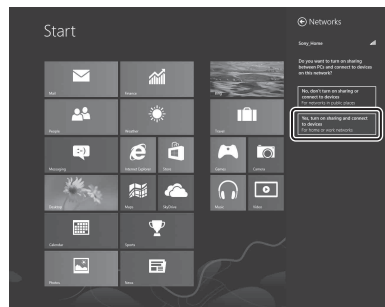 Start
Networks
Sony_Home
Do you want to turn on sharing
between PCs and connect to devices
on this network?
No, don't turn on sharing or
connect to devices
For networks in public places
Yes, turn on sharing and connect
to devices
For home or work networks
Mail
Finance
People
Weather
Travel
Messaging
Internet Explorer
Store
Games
Camera
Desktop
Maps
SkyDrive
Music
Video
Calendar
Sports
Photos
News